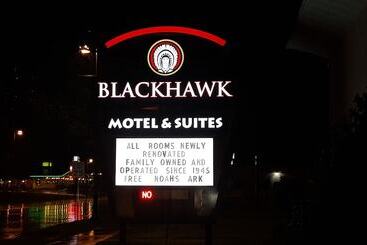 BLACKHAWK
MOTEL & SUITES
ALL ROOMS NEWLY
RENOVATED
FAMILY OWNED AND
OPERATED SINCE 1945
FREE NOAHS ARK
NO